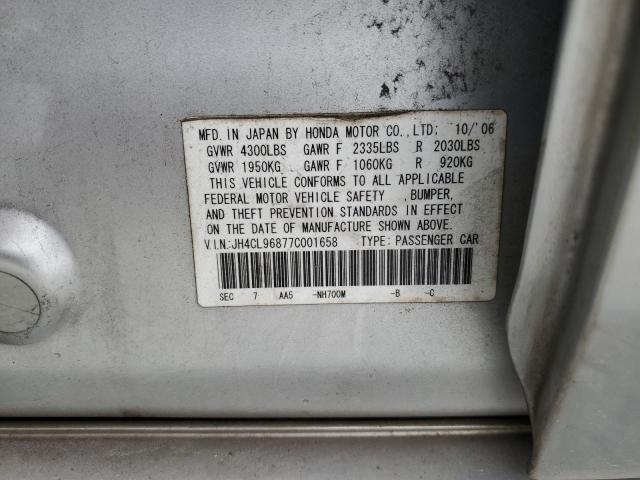 MFD. IN JAPAN BY HONDA MOTOR CO., LTD; 10/'06
GVWR 4300LBS GAWR F 2335LBS R 2030LBS
GVWR 1950KG GAWR F 1060KG R 920KG
THIS VEHICLE CONFORMS TO ALL APPLICABLE
FEDERAL MOTOR VEHICLE SAFETY , BUMPER,
AND THEFT PREVENTION STANDARDS IN EFFECT
ON THE DATE OF MANUFACTURE SHOWN ABOVE.
V.I.N:JH4CL96877C001658 TYPE: PASSENGER CAR
SEC 7 AA5 -NH700M -B -C